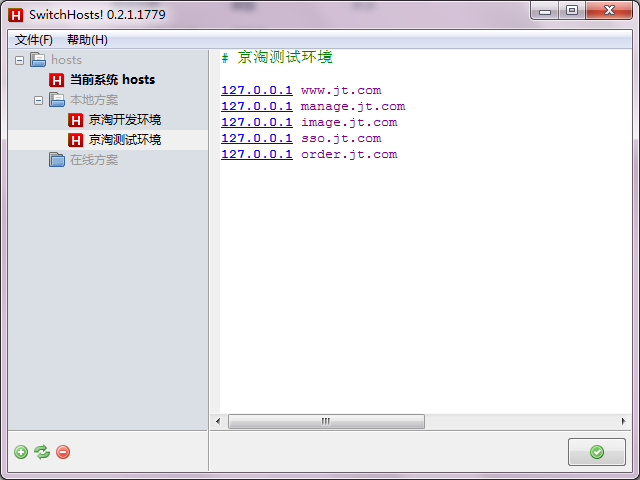 SwitchHosts! 0.2.1.1779
文件(F) 帮助(H)
hosts
当前系统 hosts
本地方案
京淘开发环境
京淘测试环境
在线方案
# 京淘测试环境
127.0.0.1 www.jt.com
127.0.0.1 manage.jt.com
127.0.0.1 image.jt.com
127.0.0.1 sso.jt.com
127.0.0.1 order.jt.com